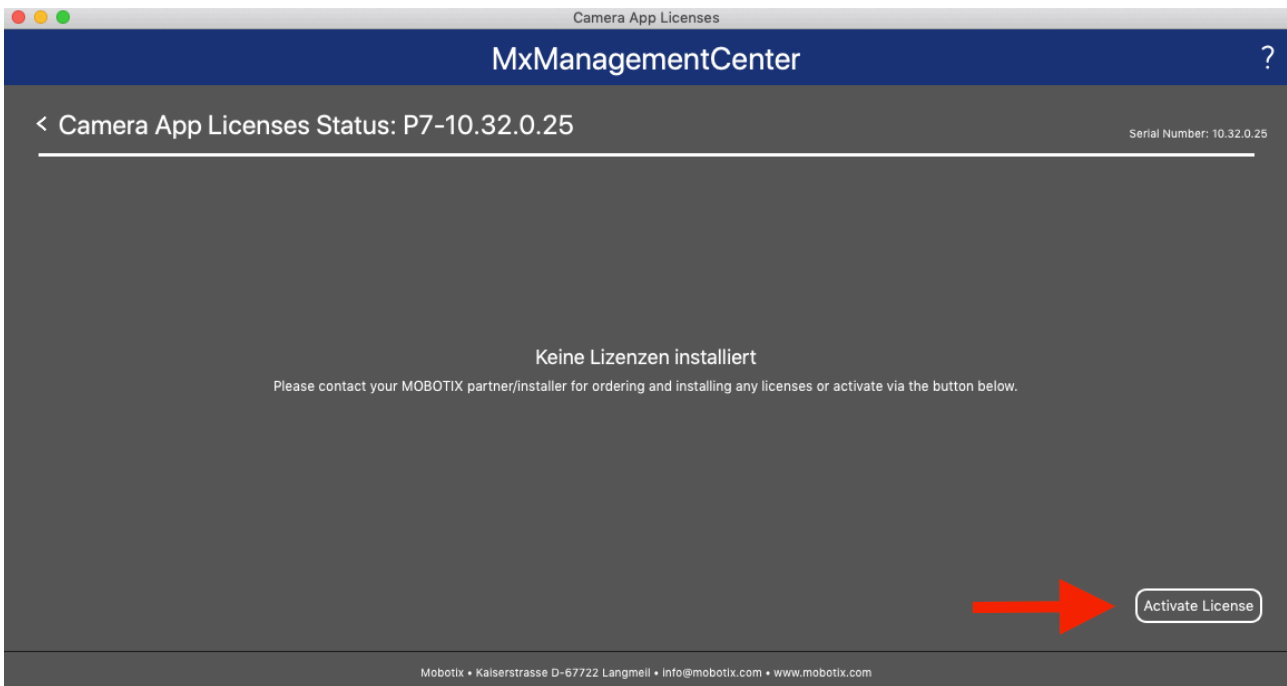 Camera App Licenses
MxManagementCenter
?
< Camera App Licenses Status: P7-10.32.0.25
Serial Number: 10.32.0.25
Keine Lizenzen installiert
Please contact your MOBOTIX partner/installer for ordering and installing any licenses or activate via the button below.
Activate License
Mobotix • Kaiserstrasse D-67722 Langmeil • info@mobotix.com • www.mobotix.com